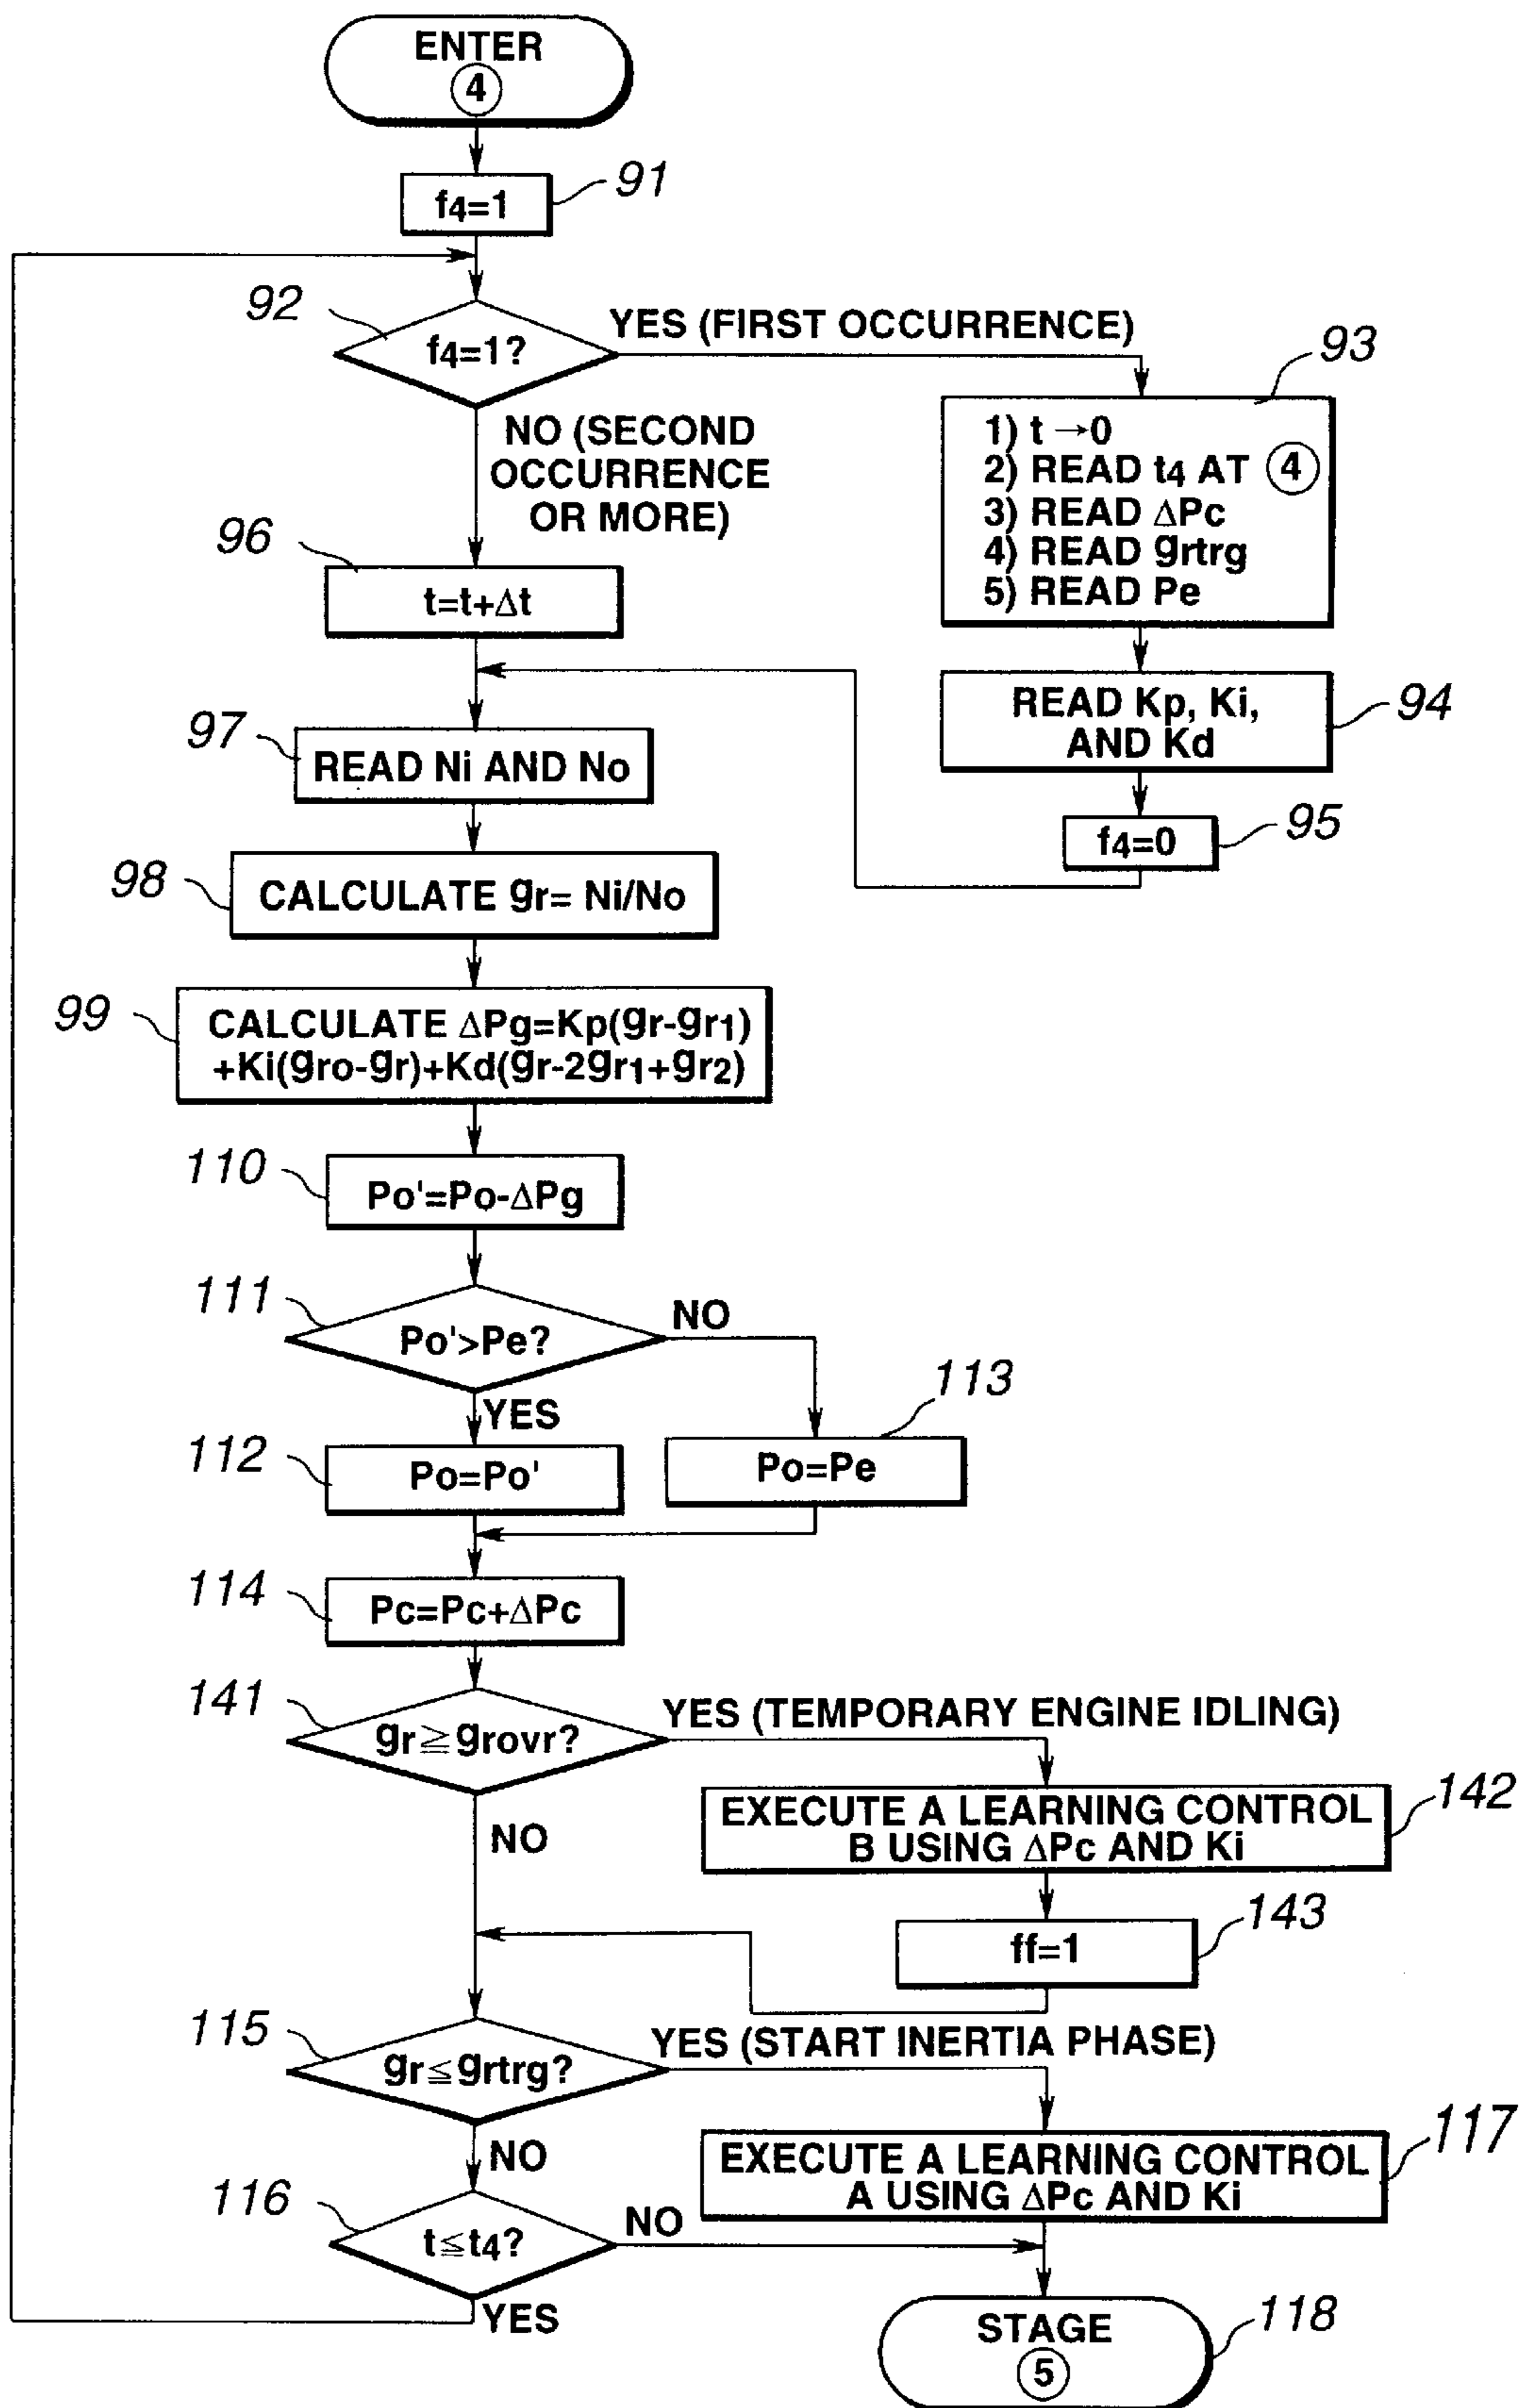 ENTER
4
91
f4=1
92
YES (FIRST OCCURRENCE)
f4=1?
93
NO (SECOND
OCCURRENCE
OR MORE)
1) t →0
2) READ t4 AT 4
3) READ ΔPc
4) READ grtrg
5) READ Pe
96
t=t+Δt
READ Kp, Ki,
AND Kd
94
97
READ Ni AND No
f4=0
95
98
CALCULATE gr= Ni/No
99
CALCULATE ΔPg=Kp(gr-gr1)
+Ki(gro-gr)+Kd(gr-2gr1+gr2)
110
Po'=Po-ΔPg
111
NO
Po'>Pe?
113
YES
112
Po=Po'
Po=Pe
114
Pc=Pc+ΔPc
141
YES (TEMPORARY ENGINE IDLING)
gr≧grovr?
142
EXECUTE A LEARNING CONTROL
B USING ΔPc AND Ki
NO
143
ff=1
115
YES (START INERTIA PHASE)
gr≦grtrg?
117
NO
EXECUTE A LEARNING CONTROL
A USING ΔPc AND Ki
116
NO
t≦t4?
YES
118
STAGE
5